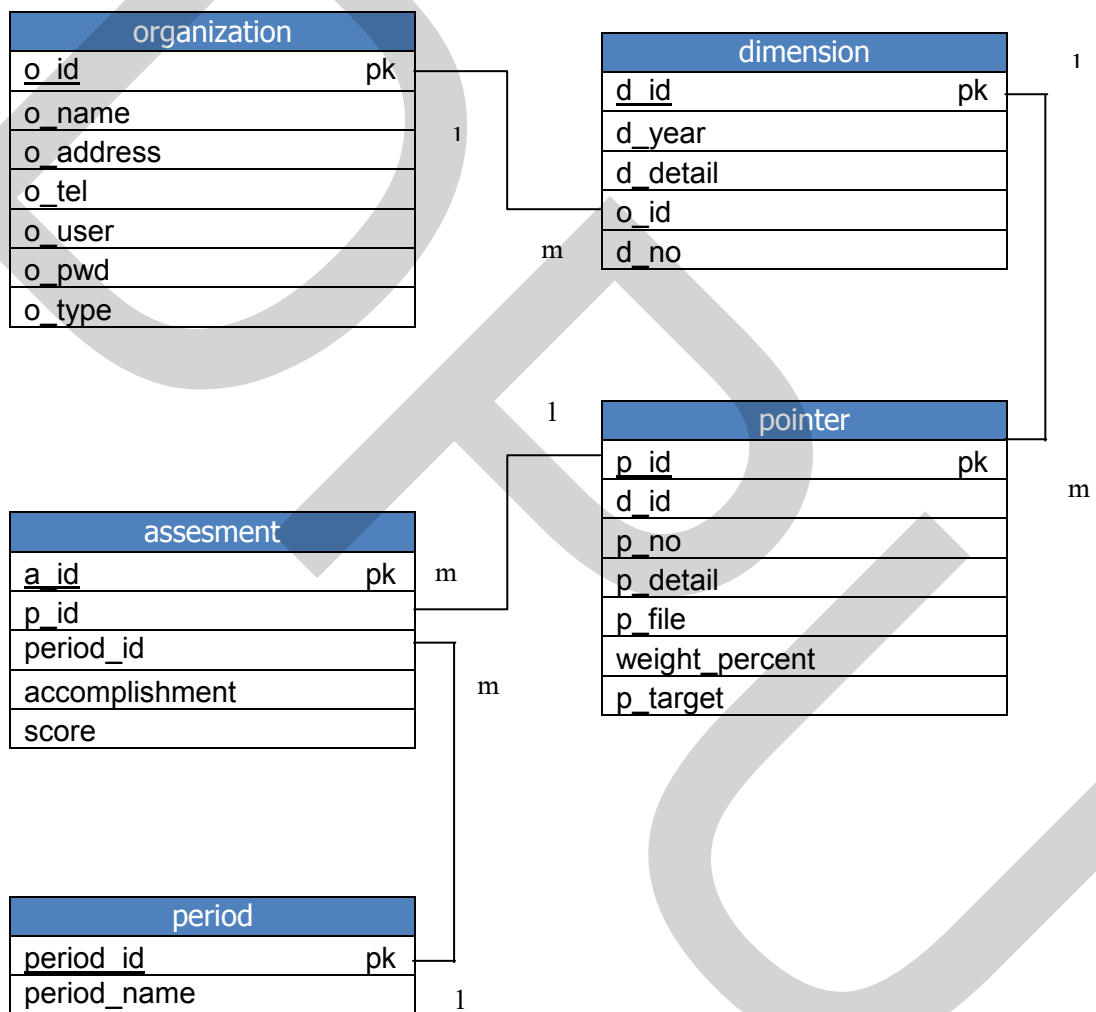 organization
o_id pk
o_name
o_address
o_tel
o_user
o_pwd
o_type
1
m
dimension
d_id pk
d_year
d_detail
o_id
d_no
1
m
pointer
p_id pk
d_id
p_no
p_detail
p_file
weight_percent
p_target
1
m
assesment
a_id pk
p_id
period_id
accomplishment
score
m
1
period
period_id pk
period_name
DPU